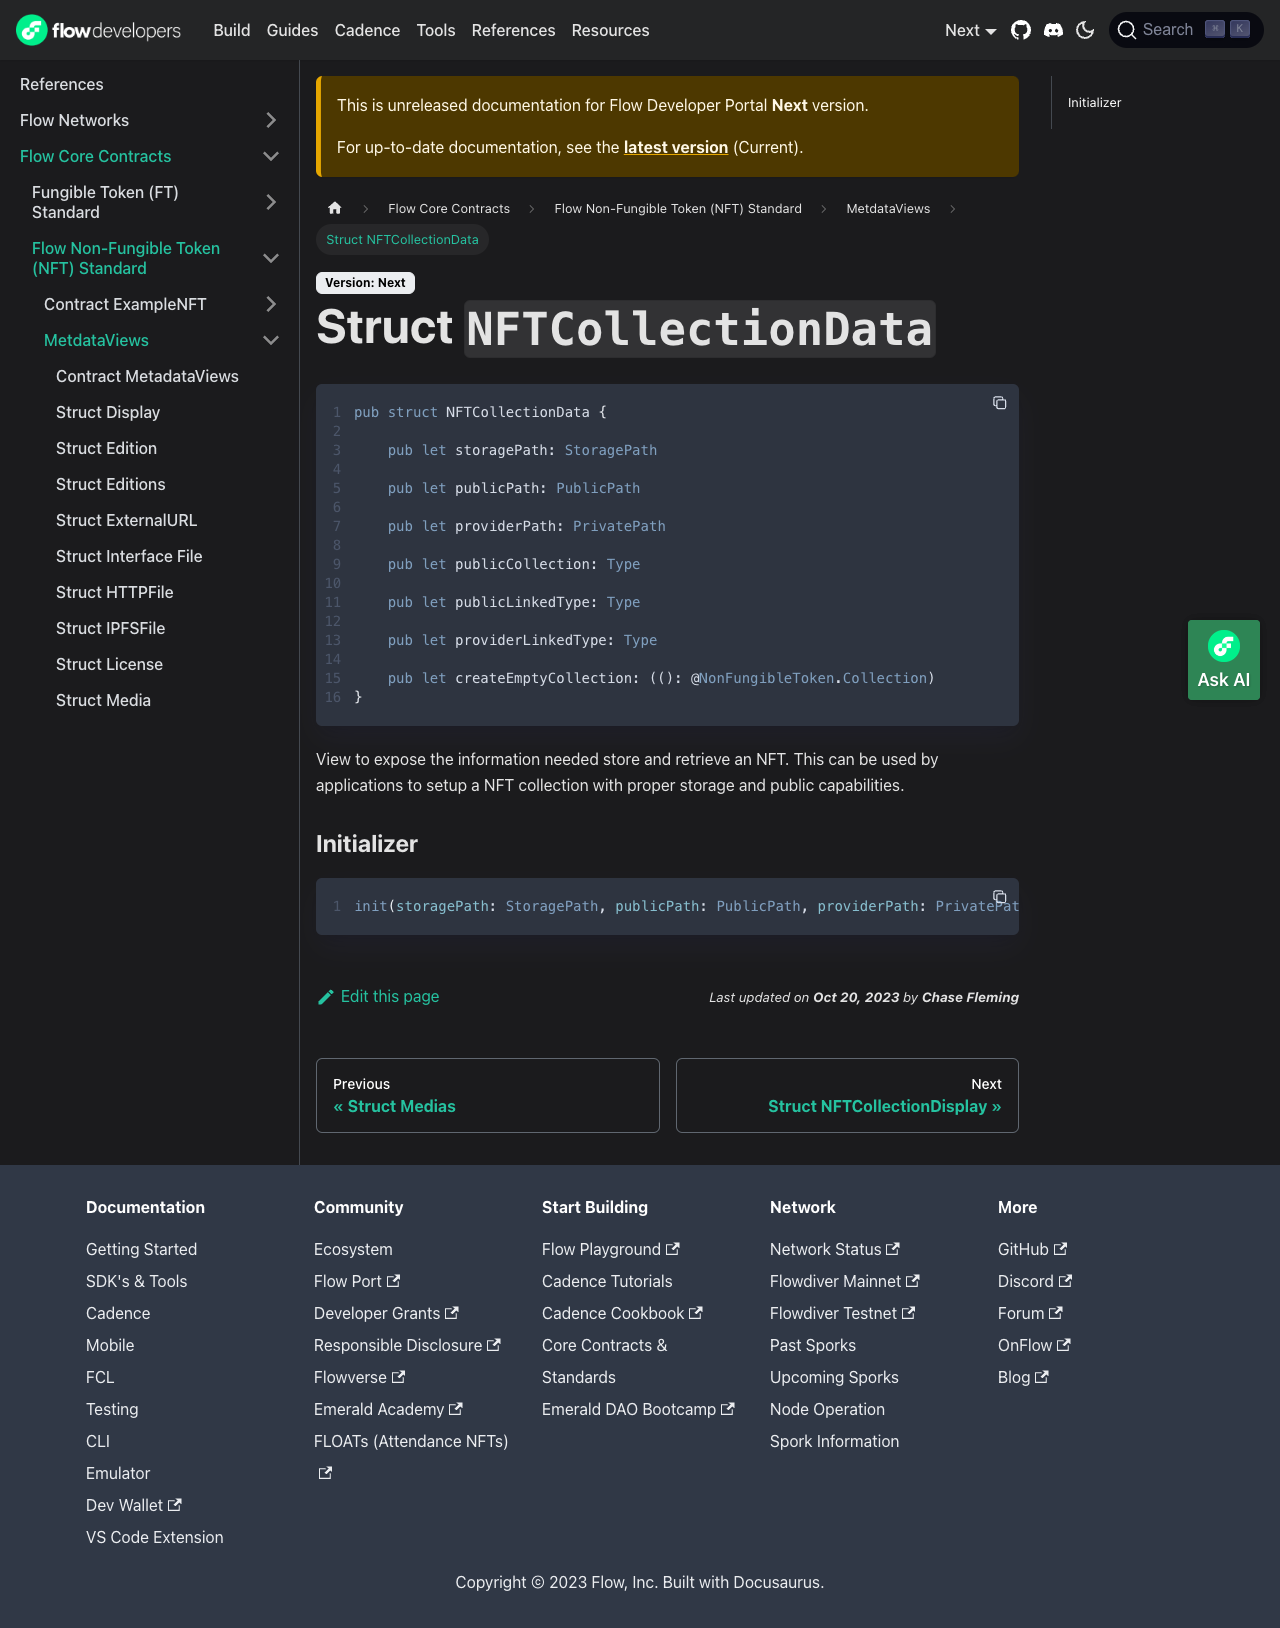 flowdevelopers
Build
Guides
Cadence
Tools
References
Resources
Next
Search
⌘ K
References
Flow Networks
Flow Core Contracts
Fungible Token (FT)
Standard
Flow Non-Fungible Token
(NFT) Standard
Contract ExampleNFT
MetdataViews
Contract MetadataViews
Struct Display
Struct Edition
Struct Editions
Struct ExternalURL
Struct Interface File
Struct HTTPFile
Struct IPFSFile
Struct License
Struct Media
This is unreleased documentation for Flow Developer Portal Next version.
For up-to-date documentation, see the latest version (Current).
Flow Core Contracts
Flow Non-Fungible Token (NFT) Standard
MetdataViews
Struct NFTCollectionData
Version: Next
Struct NFTCollectionData
1 pub struct NFTCollectionData {
2
3     pub let storagePath: StoragePath
4
5     pub let publicPath: PublicPath
6
7     pub let providerPath: PrivatePath
8
9     pub let publicCollection: Type
10
11     pub let publicLinkedType: Type
12
13     pub let providerLinkedType: Type
14
15     pub let createEmptyCollection: ((): @NonFungibleToken.Collection)
16 }
View to expose the information needed store and retrieve an NFT. This can be used by
applications to setup a NFT collection with proper storage and public capabilities.
Initializer
1 init(storagePath: StoragePath, publicPath: PublicPath, providerPath: PrivatePat
Edit this page
Last updated on Oct 20, 2023 by Chase Fleming
Previous
« Struct Medias
Next
Struct NFTCollectionDisplay »
Initializer
Ask AI
Documentation
Getting Started
SDK's & Tools
Cadence
Mobile
FCL
Testing
CLI
Emulator
Dev Wallet
VS Code Extension
Community
Ecosystem
Flow Port
Developer Grants
Responsible Disclosure
Flowverse
Emerald Academy
FLOATs (Attendance NFTs)
Start Building
Flow Playground
Cadence Tutorials
Cadence Cookbook
Core Contracts &
Standards
Emerald DAO Bootcamp
Network
Network Status
Flowdiver Mainnet
Flowdiver Testnet
Past Sporks
Upcoming Sporks
Node Operation
Spork Information
More
GitHub
Discord
Forum
OnFlow
Blog
Copyright © 2023 Flow, Inc. Built with Docusaurus.